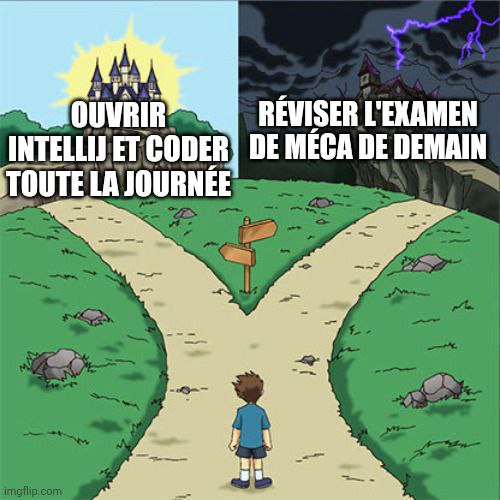 OUVRIR
INTELLIJ ET CODER
TOUTE LA JOURNÉE
RÉVISER L'EXAMEN
DE MÉCA DE DEMAIN
imgflip.com